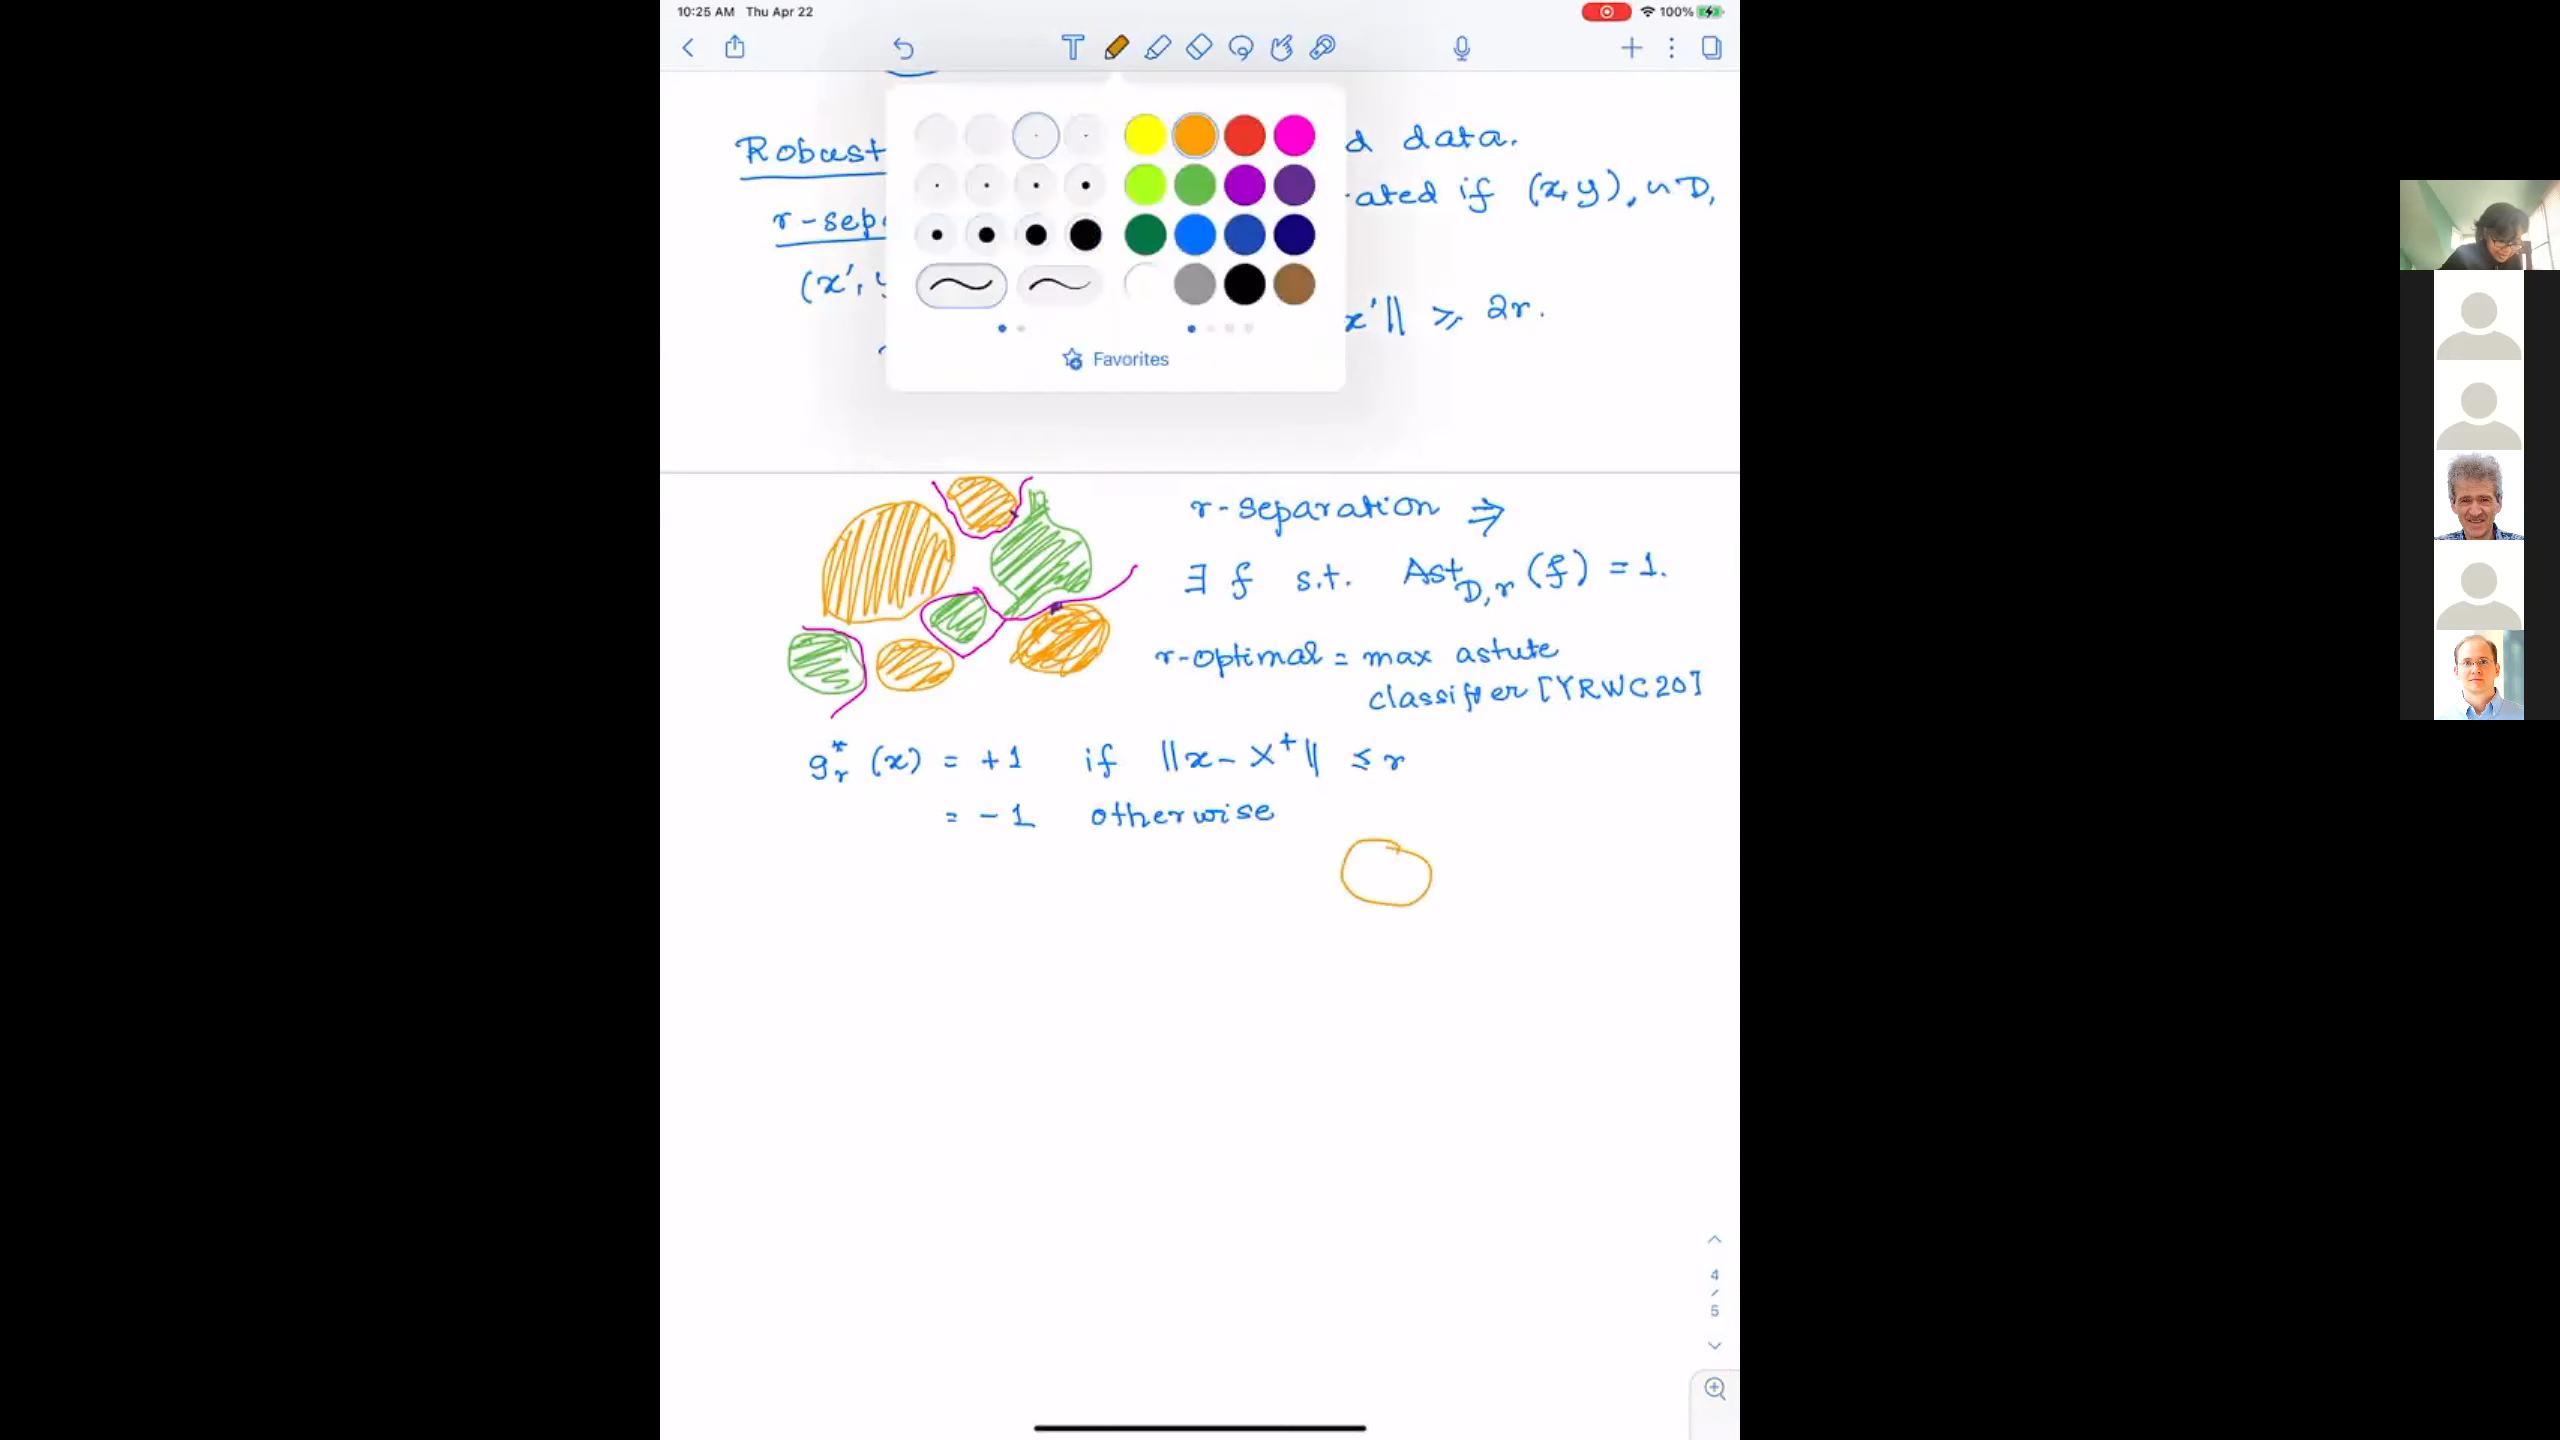 10:25 AM Thu Apr 22 100%
T
Robust d data.
r-sep ated if (x, y), ~ D,
(x', x'|| ⩾ 2r.
Favorites
r-separation ⇒
∃ f s.t. Ast_{D,r} (f) = 1.
r-optimal = max astute
classifier [YRWC20]
g*_r (x) = +1 if ||x - X⁺|| ≤ r
= -1 otherwise
4
/
5